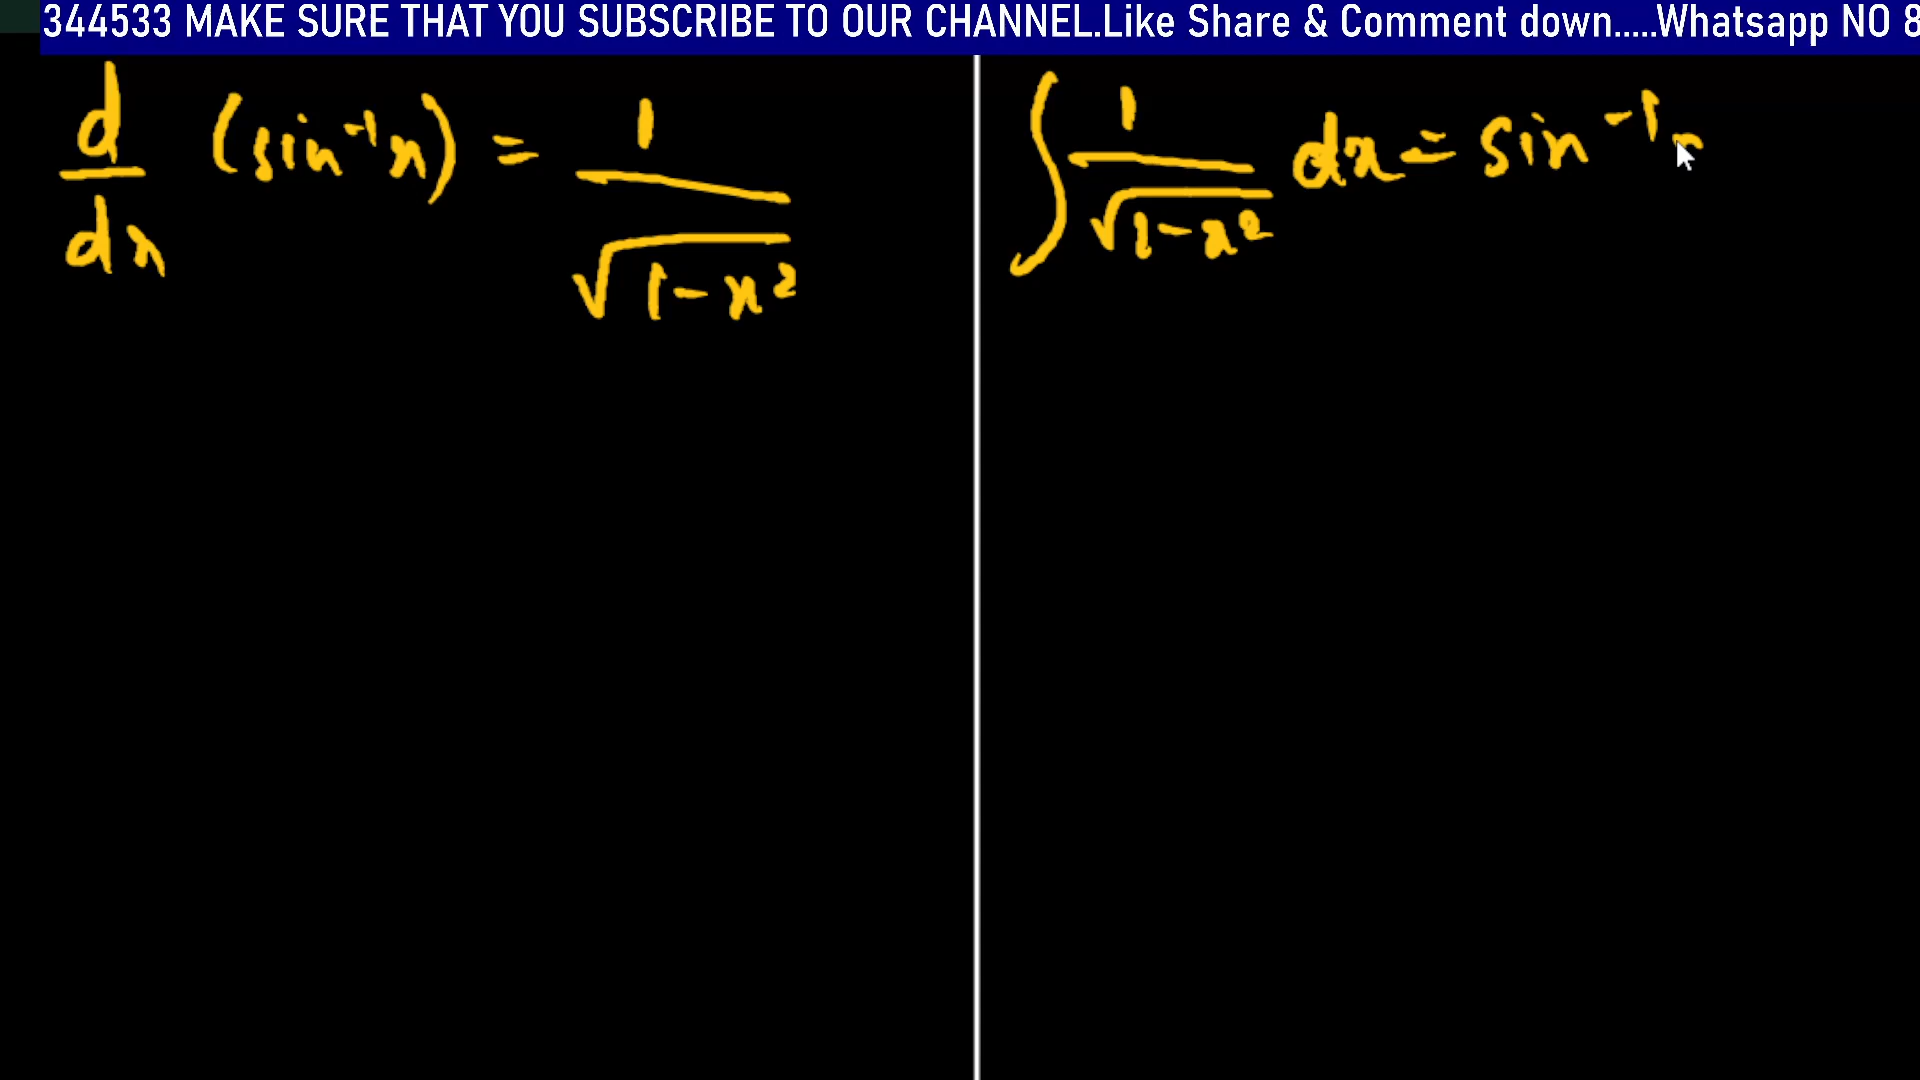 344533 MAKE SURE THAT YOU SUBSCRIBE TO OUR CHANNEL.Like Share & Comment down.....Whatsapp NO 8
d/dx (sin⁻¹x) = 1/√(1-x²)
∫ 1/√(1-x²) dx = sin⁻¹